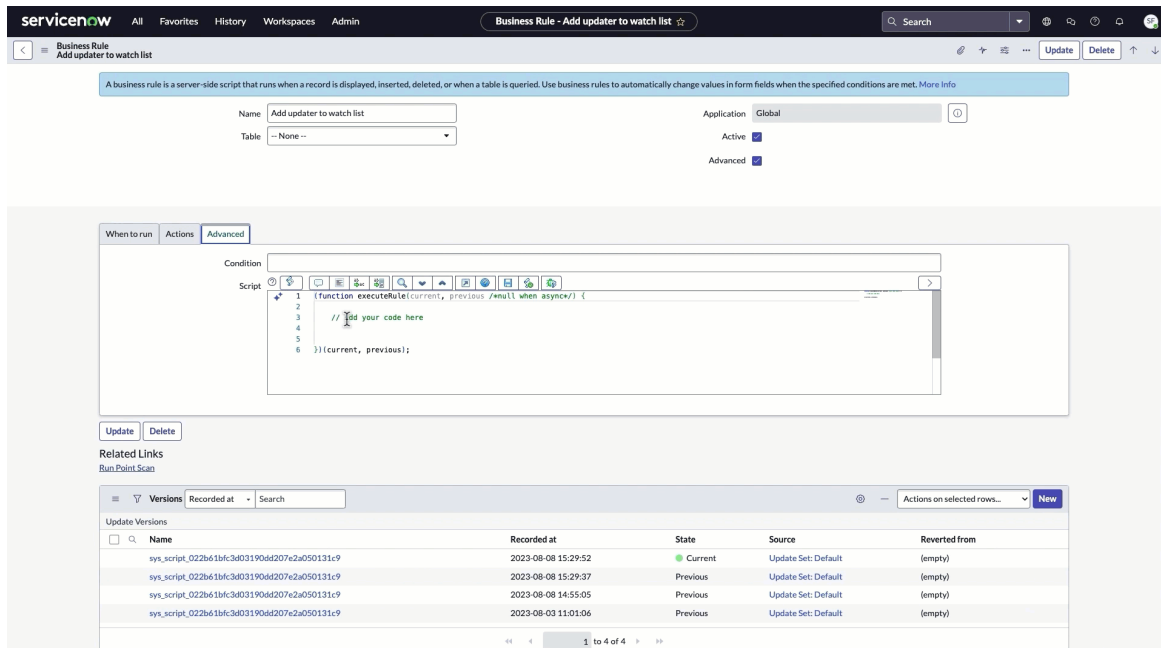 servicenow All Favorites History Workspaces Admin Business Rule - Add updater to watch list Search SF
Business Rule
Add updater to watch list
Update Delete
A business rule is a server-side script that runs when a record is displayed, inserted, deleted, or when a table is queried. Use business rules to automatically change values in form fields when the specified conditions are met. More Info
Name Add updater to watch list Application Global
Table -- None -- Active
Advanced
When to run Actions Advanced
Condition
Script
1 (function executeRule(current, previous /*null when async*/) {
2
3 // Add your code here
4
5
6 })(current, previous);
Update Delete
Related Links
Run Point Scan
Versions Recorded at Search Actions on selected rows... New
Update Versions
Name Recorded at State Source Reverted from
sys_script_022b61bfc3d03190dd207e2a050131c9 2023-08-08 15:29:52 Current Update Set: Default (empty)
sys_script_022b61bfc3d03190dd207e2a050131c9 2023-08-08 15:29:37 Previous Update Set: Default (empty)
sys_script_022b61bfc3d03190dd207e2a050131c9 2023-08-08 14:55:05 Previous Update Set: Default (empty)
sys_script_022b61bfc3d03190dd207e2a050131c9 2023-08-03 11:01:06 Previous Update Set: Default (empty)
1 to 4 of 4